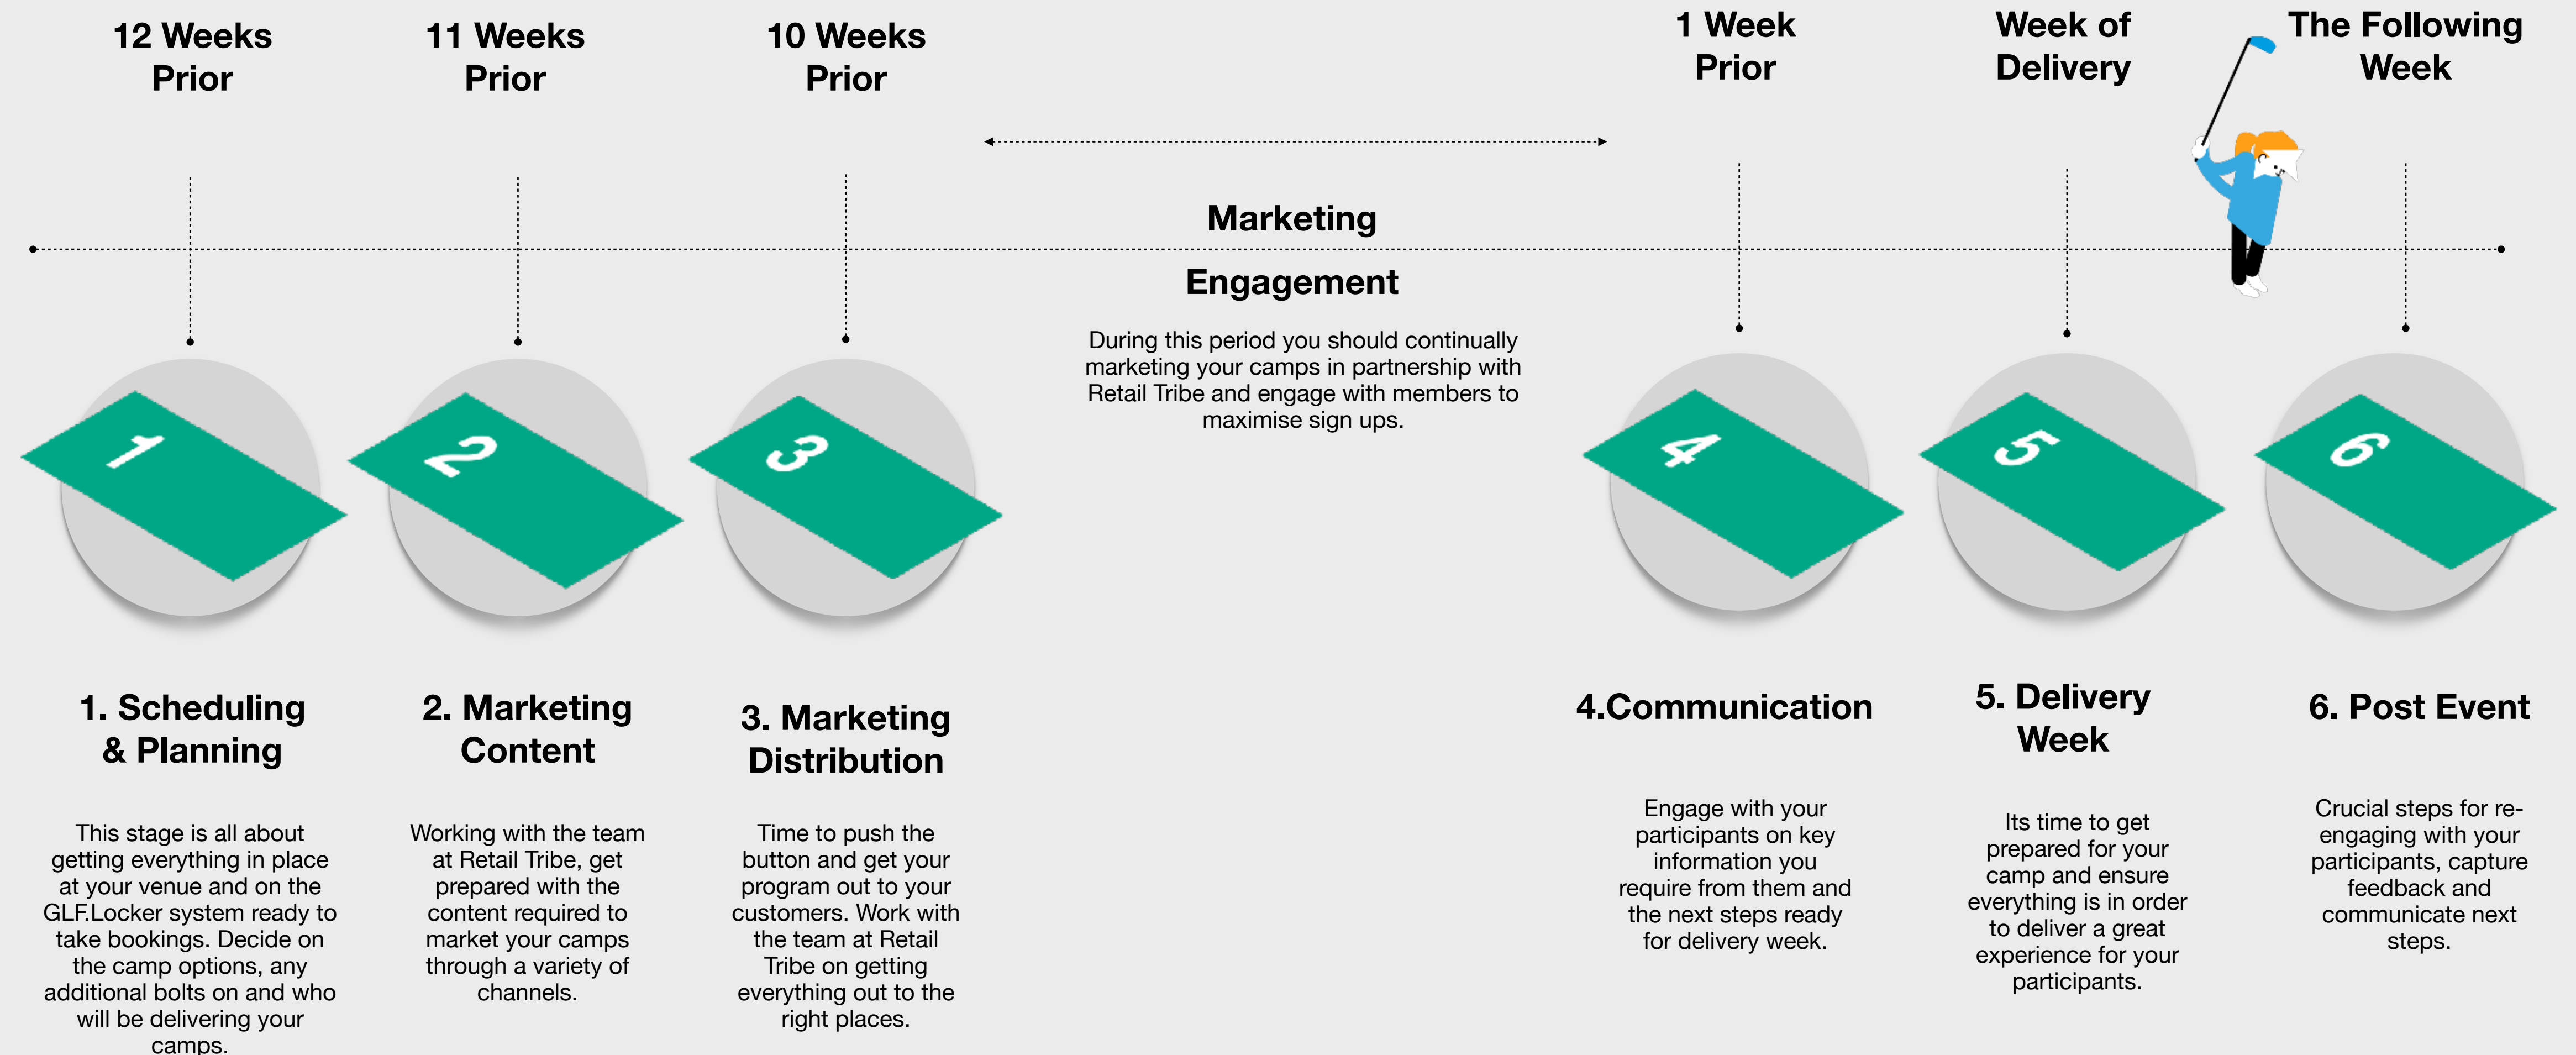 12 Weeks
Prior
11 Weeks
Prior
10 Weeks
Prior
1 Week
Prior
Week of
Delivery
The Following
Week
Marketing
Engagement
During this period you should continually
marketing your camps in partnership with
Retail Tribe and engage with members to
maximise sign ups.
1
2
3
4
5
6
1. Scheduling
& Planning
This stage is all about
getting everything in place
at your venue and on the
GLF.Locker system ready to
take bookings. Decide on
the camp options, any
additional bolts on and who
will be delivering your
camps.
2. Marketing
Content
Working with the team
at Retail Tribe, get
prepared with the
content required to
market your camps
through a variety of
channels.
3. Marketing
Distribution
Time to push the
button and get your
program out to your
customers. Work with
the team at Retail
Tribe on getting
everything out to the
right places.
4.Communication
Engage with your
participants on key
information you
require from them and
the next steps ready
for delivery week.
5. Delivery
Week
Its time to get
prepared for your
camp and ensure
everything is in order
to deliver a great
experience for your
participants.
6. Post Event
Crucial steps for re-
engaging with your
participants, capture
feedback and
communicate next
steps.